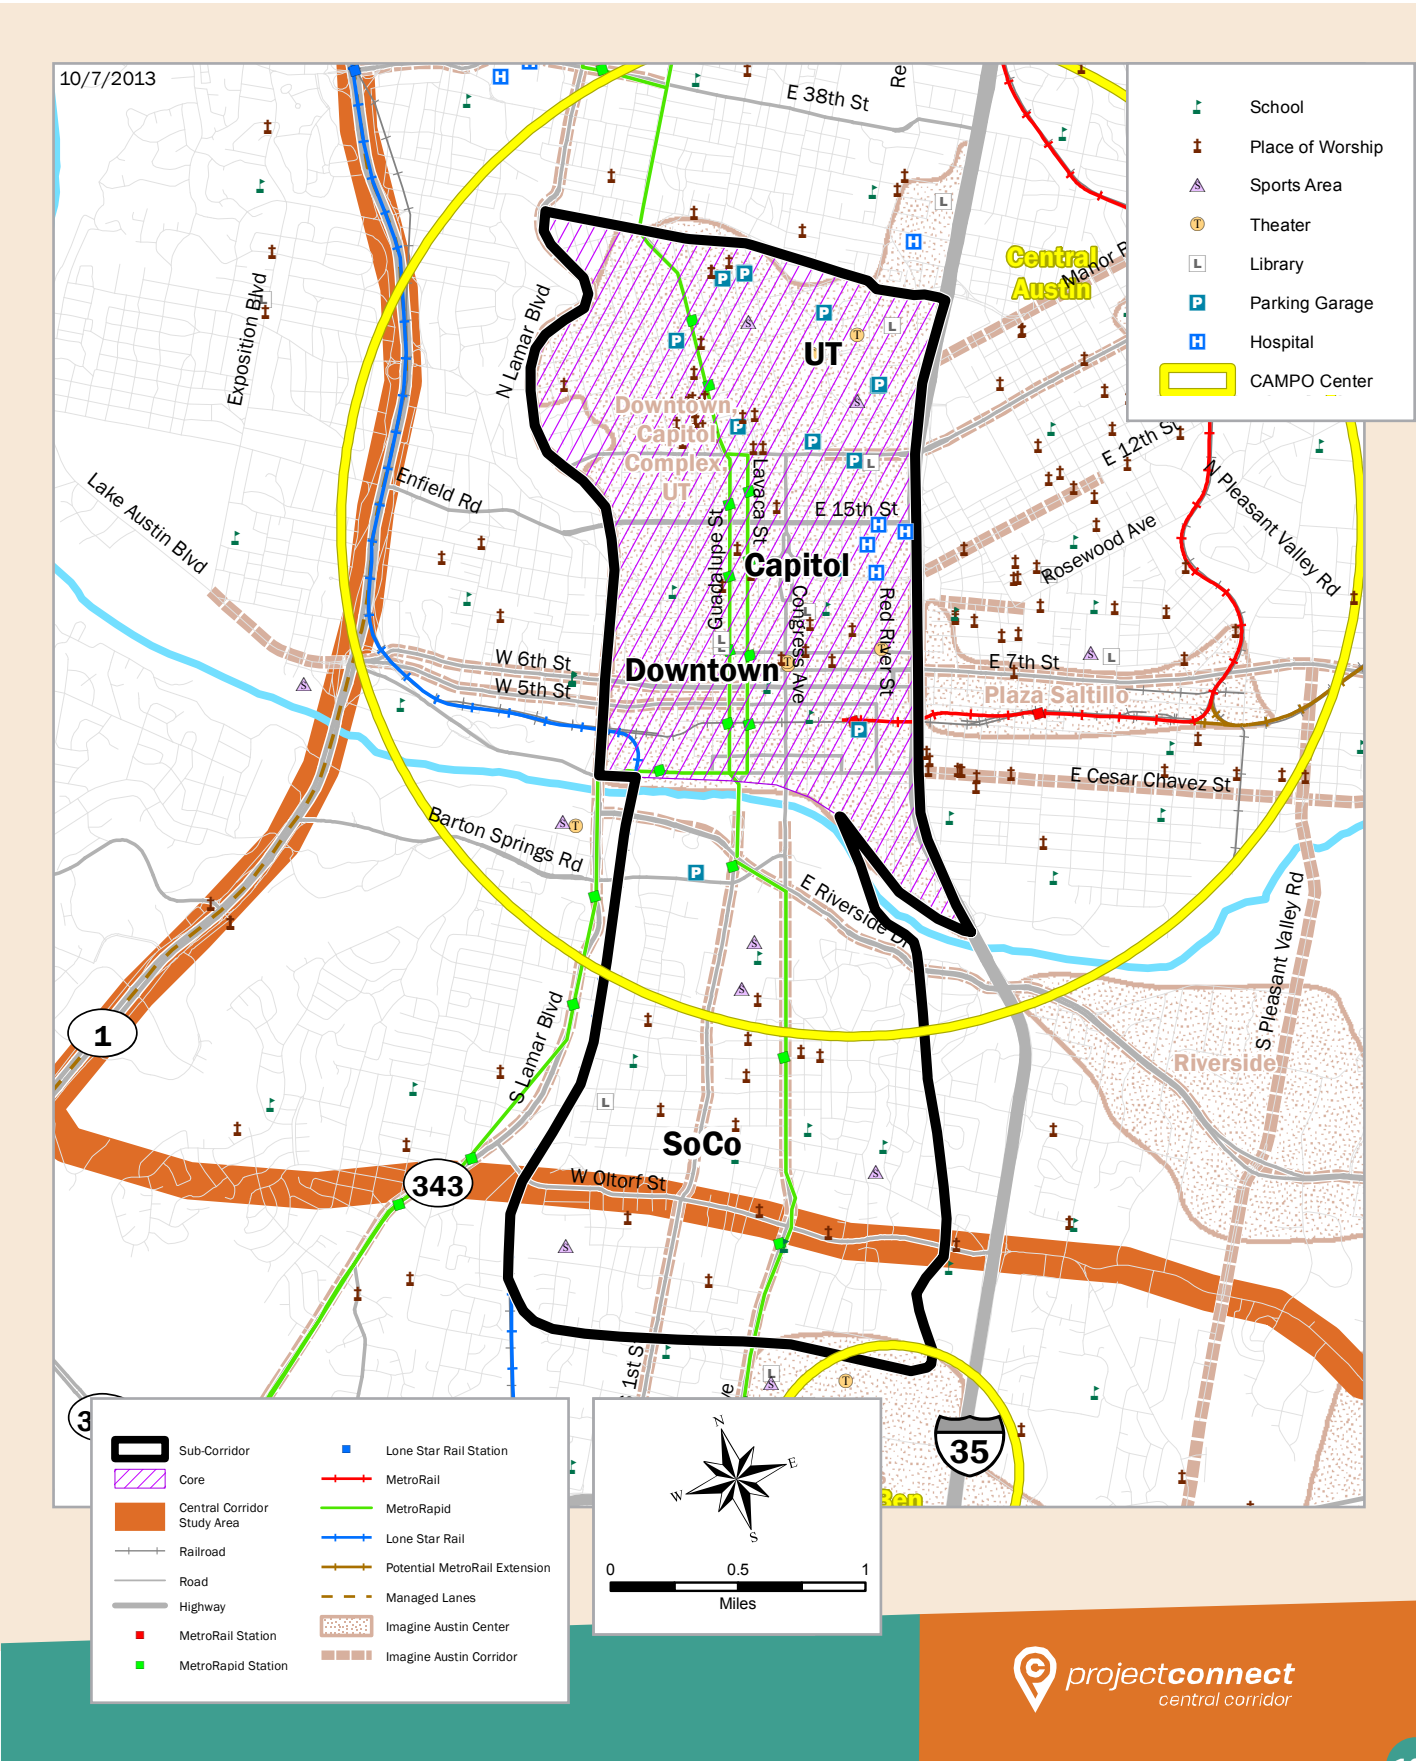 10/7/2013
E 38th St
Re
School
Place of Worship
Sports Area
Theater
Library
Parking Garage
Hospital
CAMPO Center
Central
Austin
Manor R
Exposition Blvd
N Lamar Blvd
UT
Downtown,
Capitol
Complex,
UT
E 12th St
N Pleasant Valley Rd
Enfield Rd
Lake Austin Blvd
Lavaca St
Guadalupe St
E 15th St
Rosewood Ave
Capitol
Congress Ave
Red River St
W 6th St
W 5th St
Downtown
E 7th St
Plaza Saltillo
E Cesar Chavez St
Barton Springs Rd
E Riverside Dr
S Pleasant Valley Rd
S Lamar Blvd
1
Riverside
SoCo
343
W Oltorf St
1st S
ve
3
35
Ben
Sub-Corridor
Core
Central Corridor
Study Area
Railroad
Road
Highway
MetroRail Station
MetroRapid Station
Lone Star Rail Station
MetroRail
MetroRapid
Lone Star Rail
Potential MetroRail Extension
Managed Lanes
Imagine Austin Center
Imagine Austin Corridor
N
E
W
S
0 0.5 1
Miles
projectconnect
central corridor